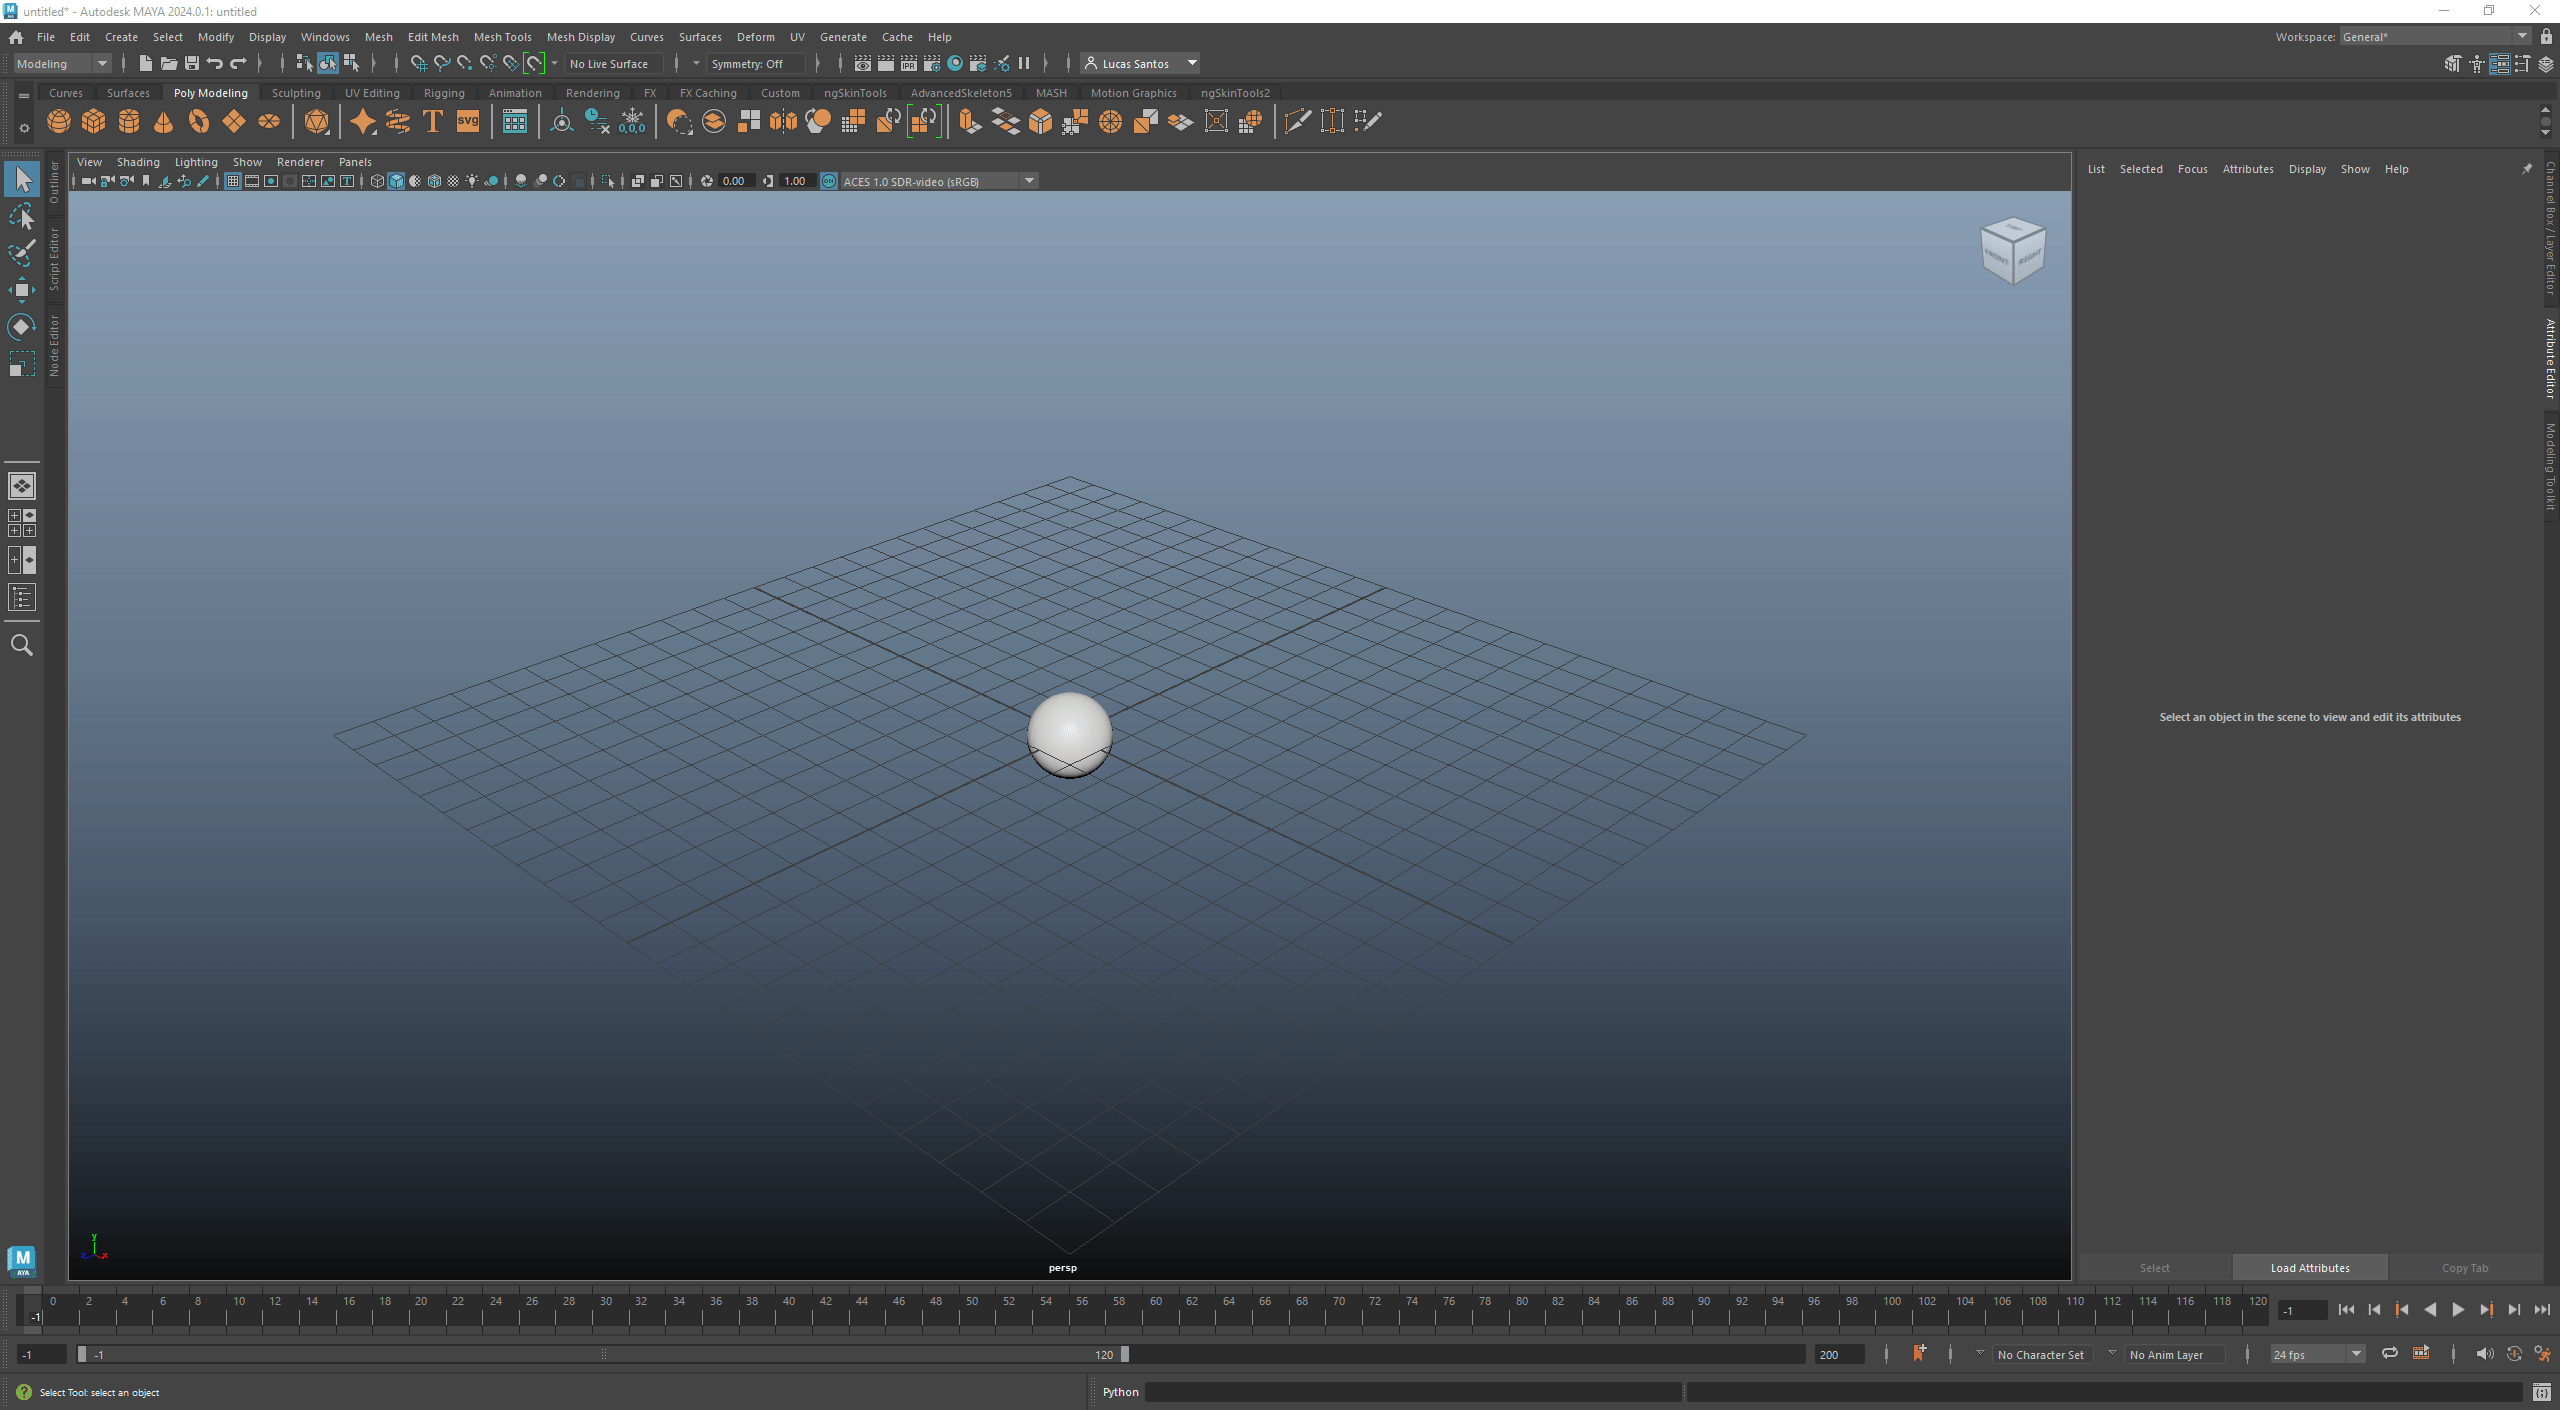 untitled* - Autodesk MAYA 2024.0.1: untitled
File Edit Create Select Modify Display Windows Mesh Edit Mesh Mesh Tools Mesh Display Curves Surfaces Deform UV Generate Cache Help
Workspace: General*
Modeling No Live Surface Symmetry: Off Lucas Santos
Curves Surfaces Poly Modeling Sculpting UV Editing Rigging Animation Rendering FX FX Caching Custom ngSkinTools AdvancedSkeleton5 MASH Motion Graphics ngSkinTools2
T svg 0,0,0
View Shading Lighting Show Renderer Panels
0.00 1.00 ON ACES 1.0 SDR-video (sRGB)
List Selected Focus Attributes Display Show Help
Outliner
Script Editor
Node Editor
FRONT RIGHT
Channel Box / Layer Editor
Attribute Editor
Modeling Toolkit
Select an object in the scene to view and edit its attributes
y
x
persp
M
AYA
Select Load Attributes Copy Tab
0 2 4 6 8 10 12 14 16 18 20 22 24 26 28 30 32 34 36 38 40 42 44 46 48 50 52 54 56 58 60 62 64 66 68 70 72 74 76 78 80 82 84 86 88 90 92 94 96 98 100 102 104 106 108 110 112 114 116 118 120
-1 -1
-1 -1 120 200 No Character Set No Anim Layer 24 fps
Select Tool: select an object Python